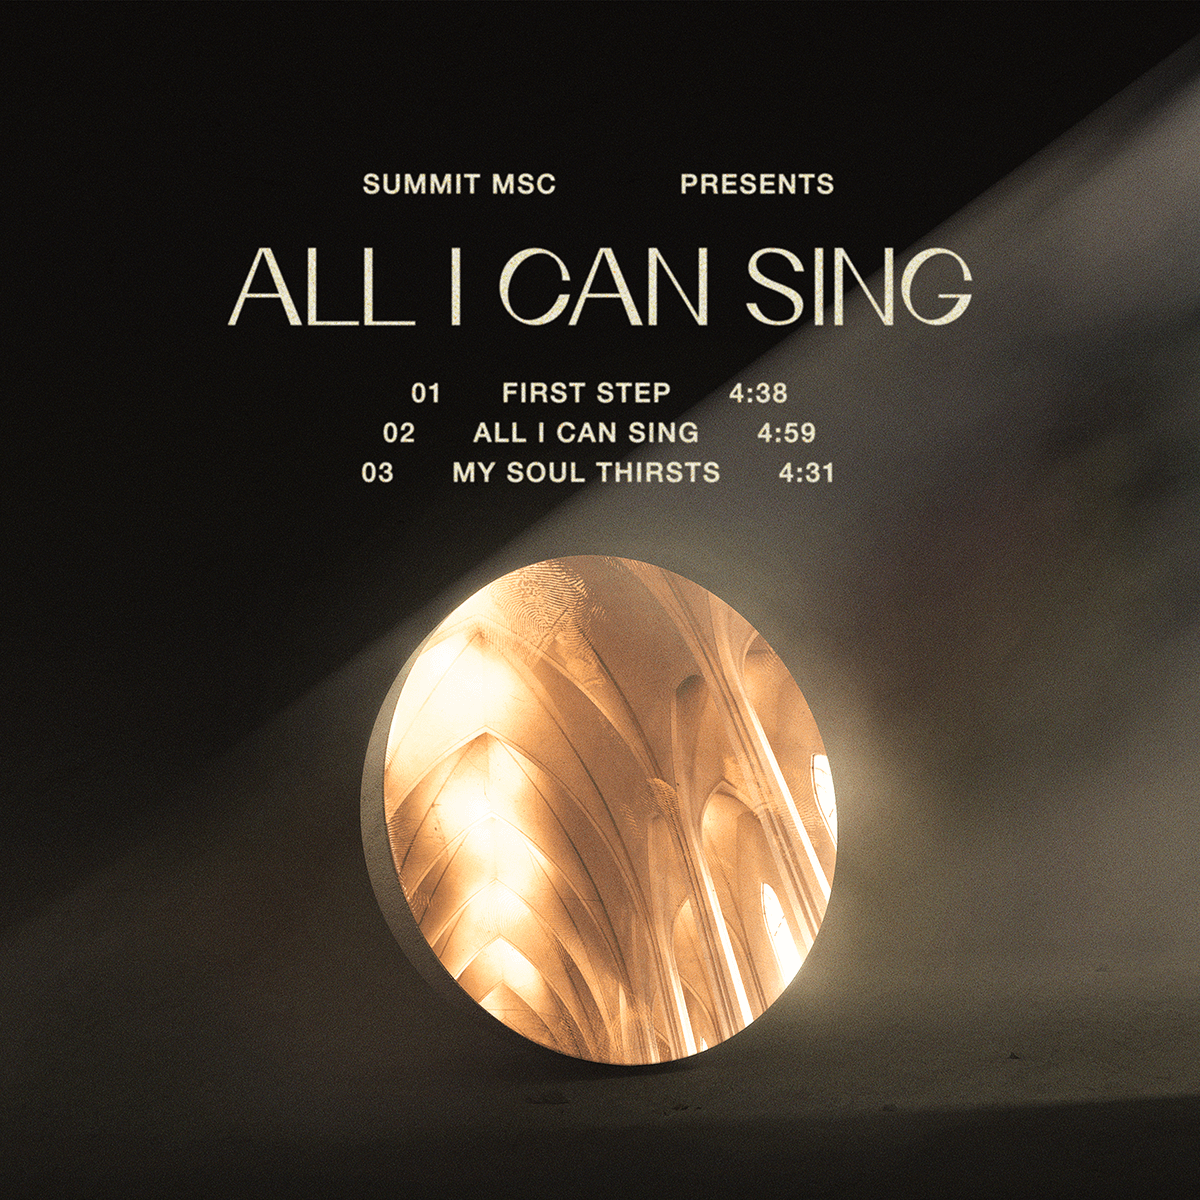 SUMMIT MSC PRESENTS
ALL I CAN SING
01 FIRST STEP 4:38
02 ALL I CAN SING 4:59
03 MY SOUL THIRSTS 4:31